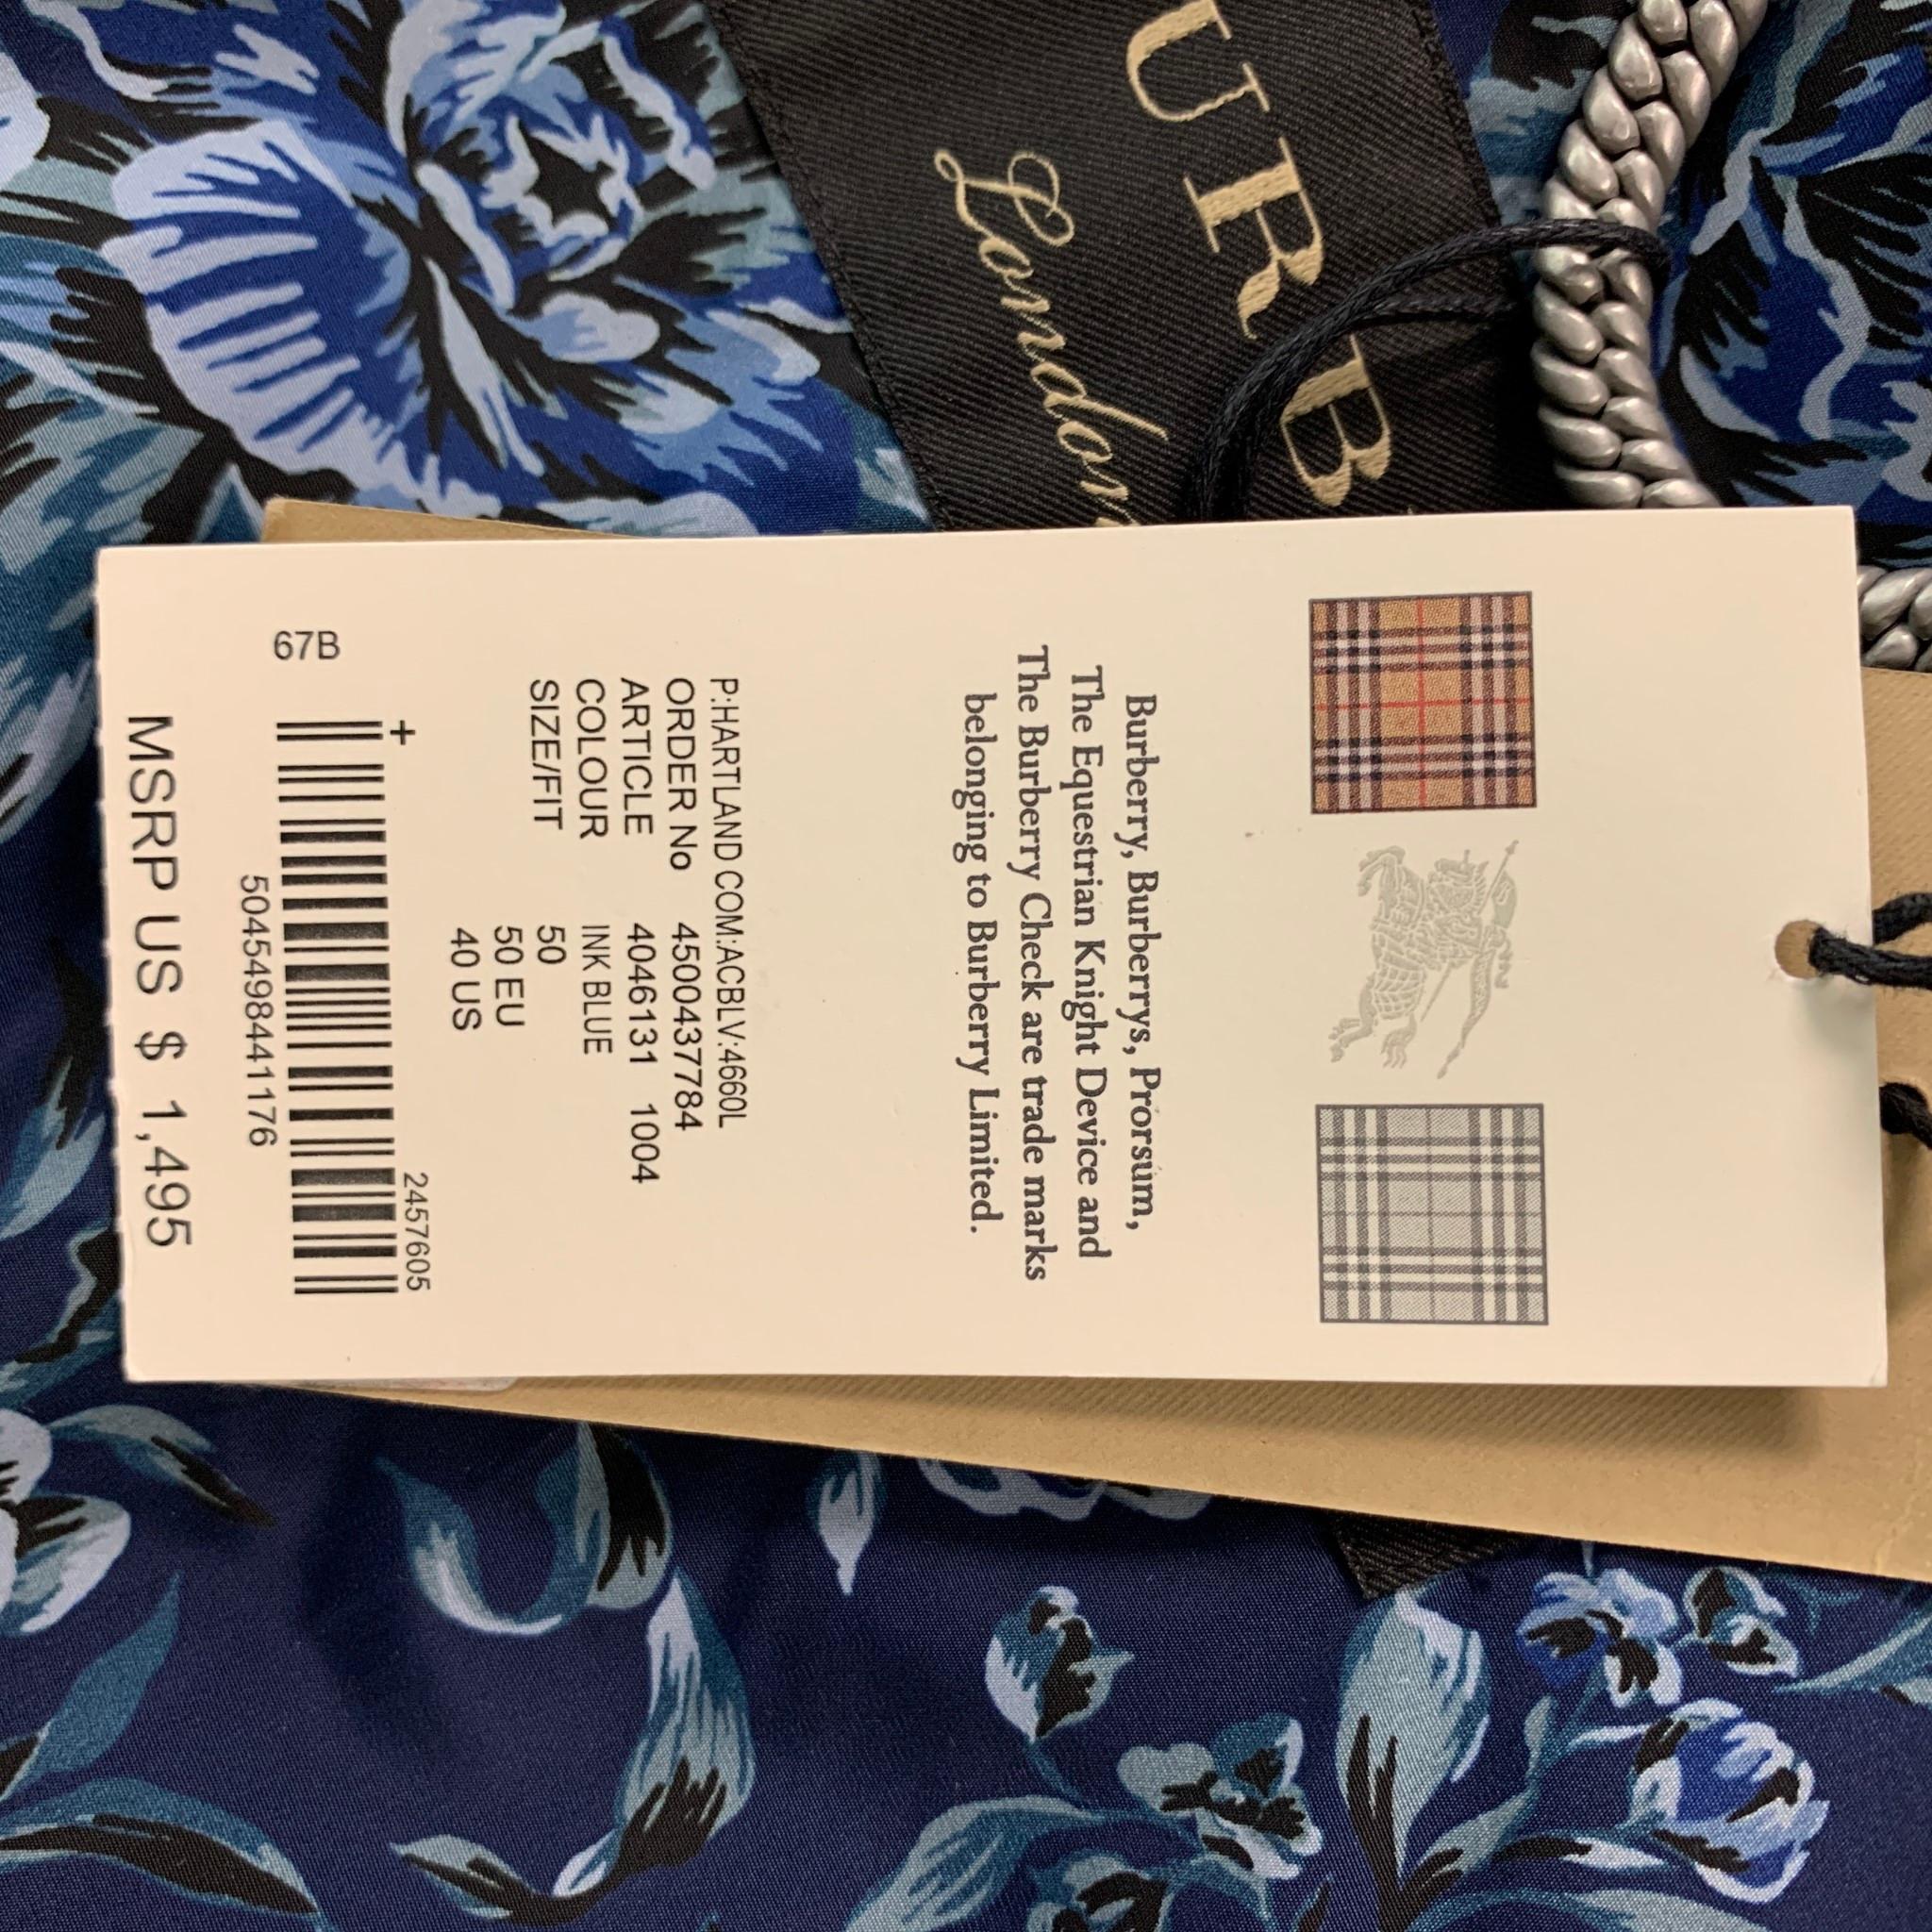 URB
London
Burberry, Burberrys, Prorsum,
The Equestrian Knight Device and
The Burberry Check are trade marks
belonging to Burberry Limited.
P:HARTLAND COM:ACBLV:4660L
ORDER No 4500437784
ARTICLE 4046131 1004
COLOUR INK BLUE
SIZE/FIT 50
50 EU
40 US
+ 2457605
67B
5045498441176
MSRP US $ 1,495